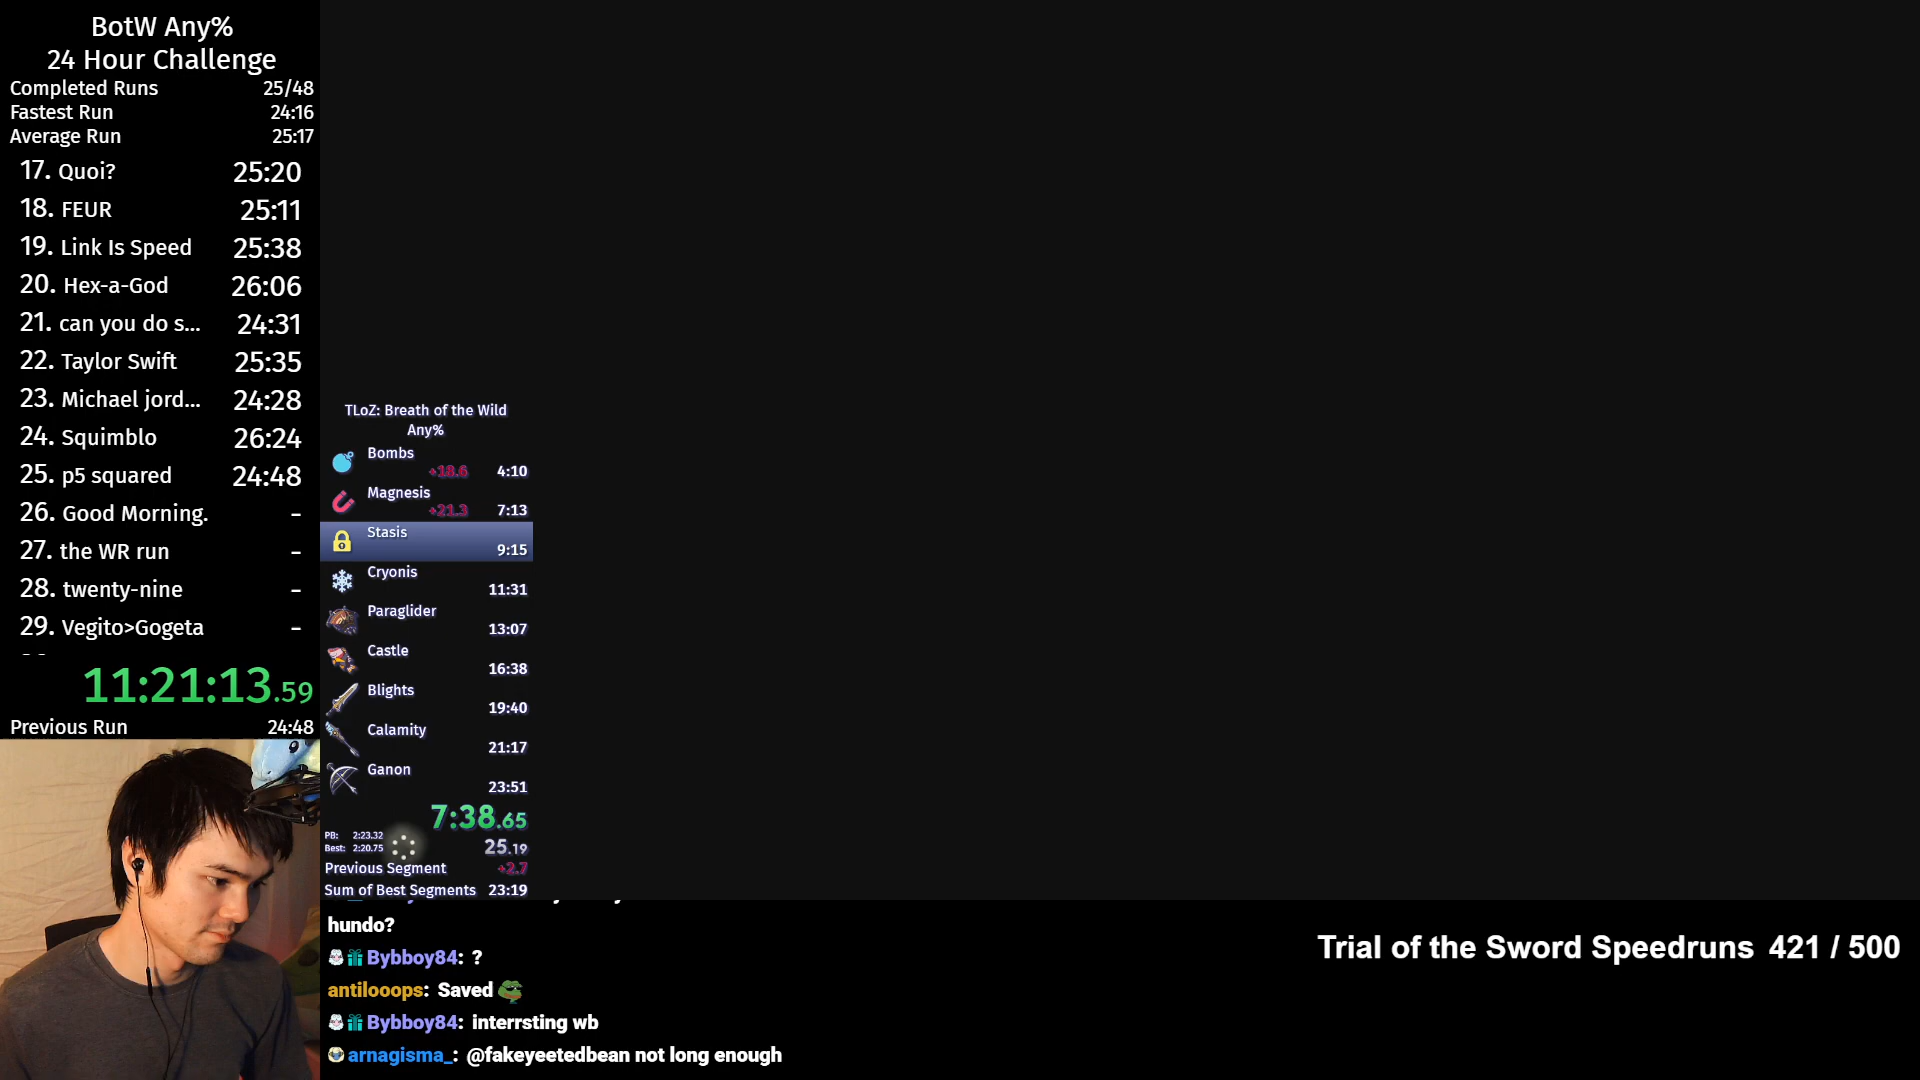 BotW Any%
24 Hour Challenge
Completed Runs 25/48
Fastest Run 24:16
Average Run 25:17
17. Quoi? 25:20
18. FEUR 25:11
19. Link Is Speed 25:38
20. Hex-a-God 26:06
21. can you do s... 24:31
22. Taylor Swift 25:35
23. Michael jord... 24:28
24. Squimblo 26:24
25. p5 squared 24:48
26. Good Morning. -
27. the WR run -
28. twenty-nine -
29. Vegito>Gogeta -
11:21:13.59
Previous Run 24:48
TLoZ: Breath of the Wild
Any%
Bombs
+18.6 4:10
Magnesis
+21.3 7:13
Stasis
9:15
Cryonis
11:31
Paraglider
13:07
Castle
16:38
Blights
19:40
Calamity
21:17
Ganon
23:51
7:38.65
PB: 2:23.32
Best: 2:20.75
25.19
Previous Segment +2.7
Sum of Best Segments 23:19
hundo?
Bybboy84: ?
antilooops: Saved
Bybboy84: interrsting wb
arnagisma_: @fakeyeetedbean not long enough
Trial of the Sword Speedruns 421 / 500